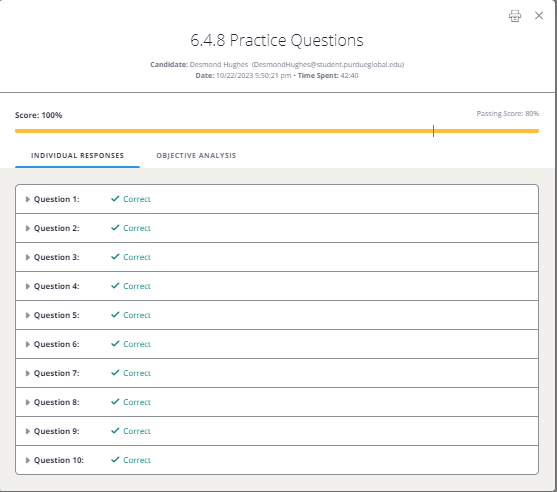 6.4.8 Practice Questions
Candidate: Desmond Hughes (DesmondHughes@student.purdueglobal.edu)
Date: 10/22/2023 5:50:21 pm • Time Spent: 42:40
Score: 100%
Passing Score: 80%
INDIVIDUAL RESPONSES
OBJECTIVE ANALYSIS
Question 1: Correct
Question 2: Correct
Question 3: Correct
Question 4: Correct
Question 5: Correct
Question 6: Correct
Question 7: Correct
Question 8: Correct
Question 9: Correct
Question 10: Correct